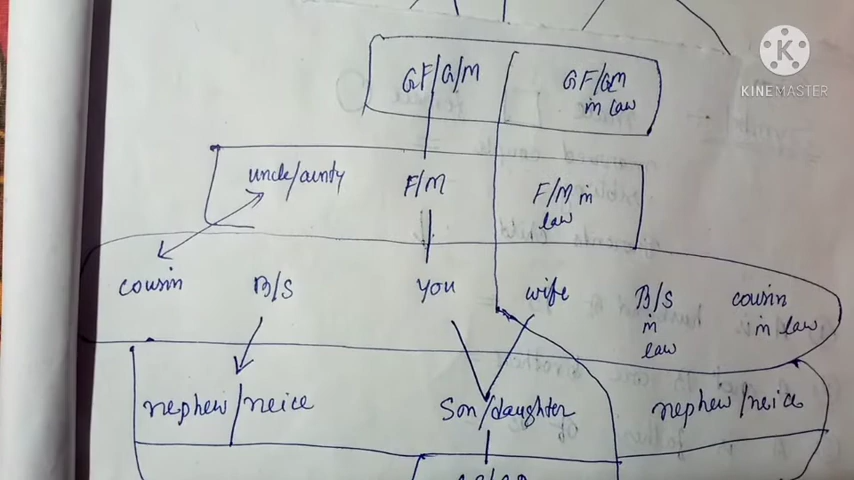 K
KINEMASTER
GF/G/M
GF/GM
in law
uncle/aunty
F/M
F/M in
law
cousin
B/S
you
wife
B/S
in
law
cousin
in law
nephew/neice
Son/daughter
nephew/neice